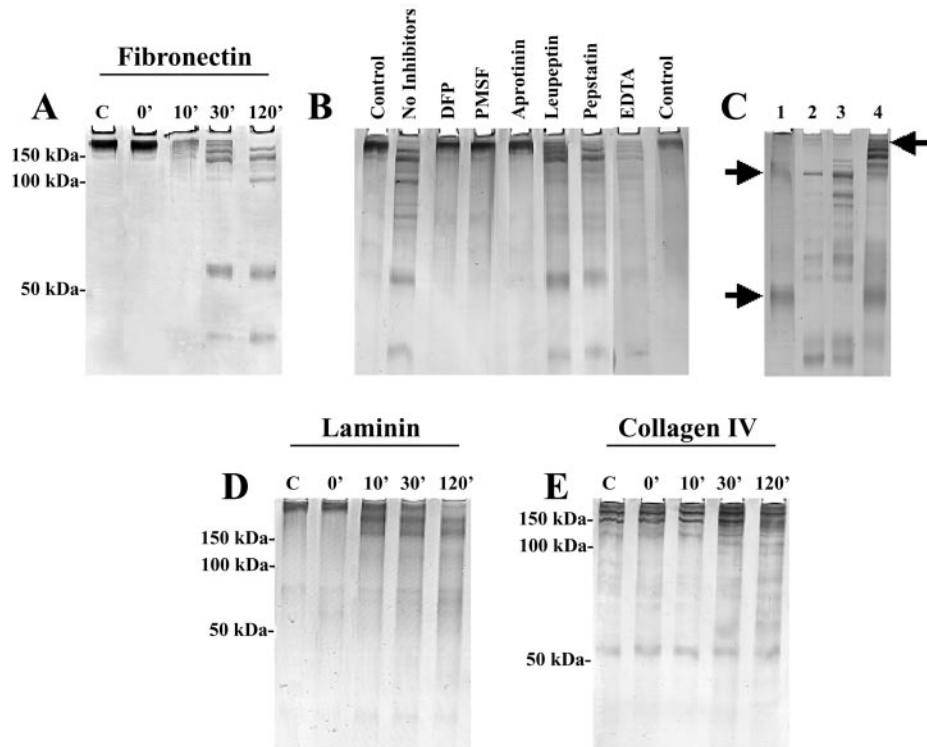 Fibronectin
A
C 0' 10' 30' 120'
150 kDa-
100 kDa-
50 kDa-
B
Control
No Inhibitors
DFP
PMSF
Aprotinin
Leupeptin
Pepstatin
EDTA
Control
C
1 2 3 4
Laminin
D
C 0' 10' 30' 120'
150 kDa-
100 kDa-
50 kDa-
Collagen IV
E
C 0' 10' 30' 120'
150 kDa-
100 kDa-
50 kDa-